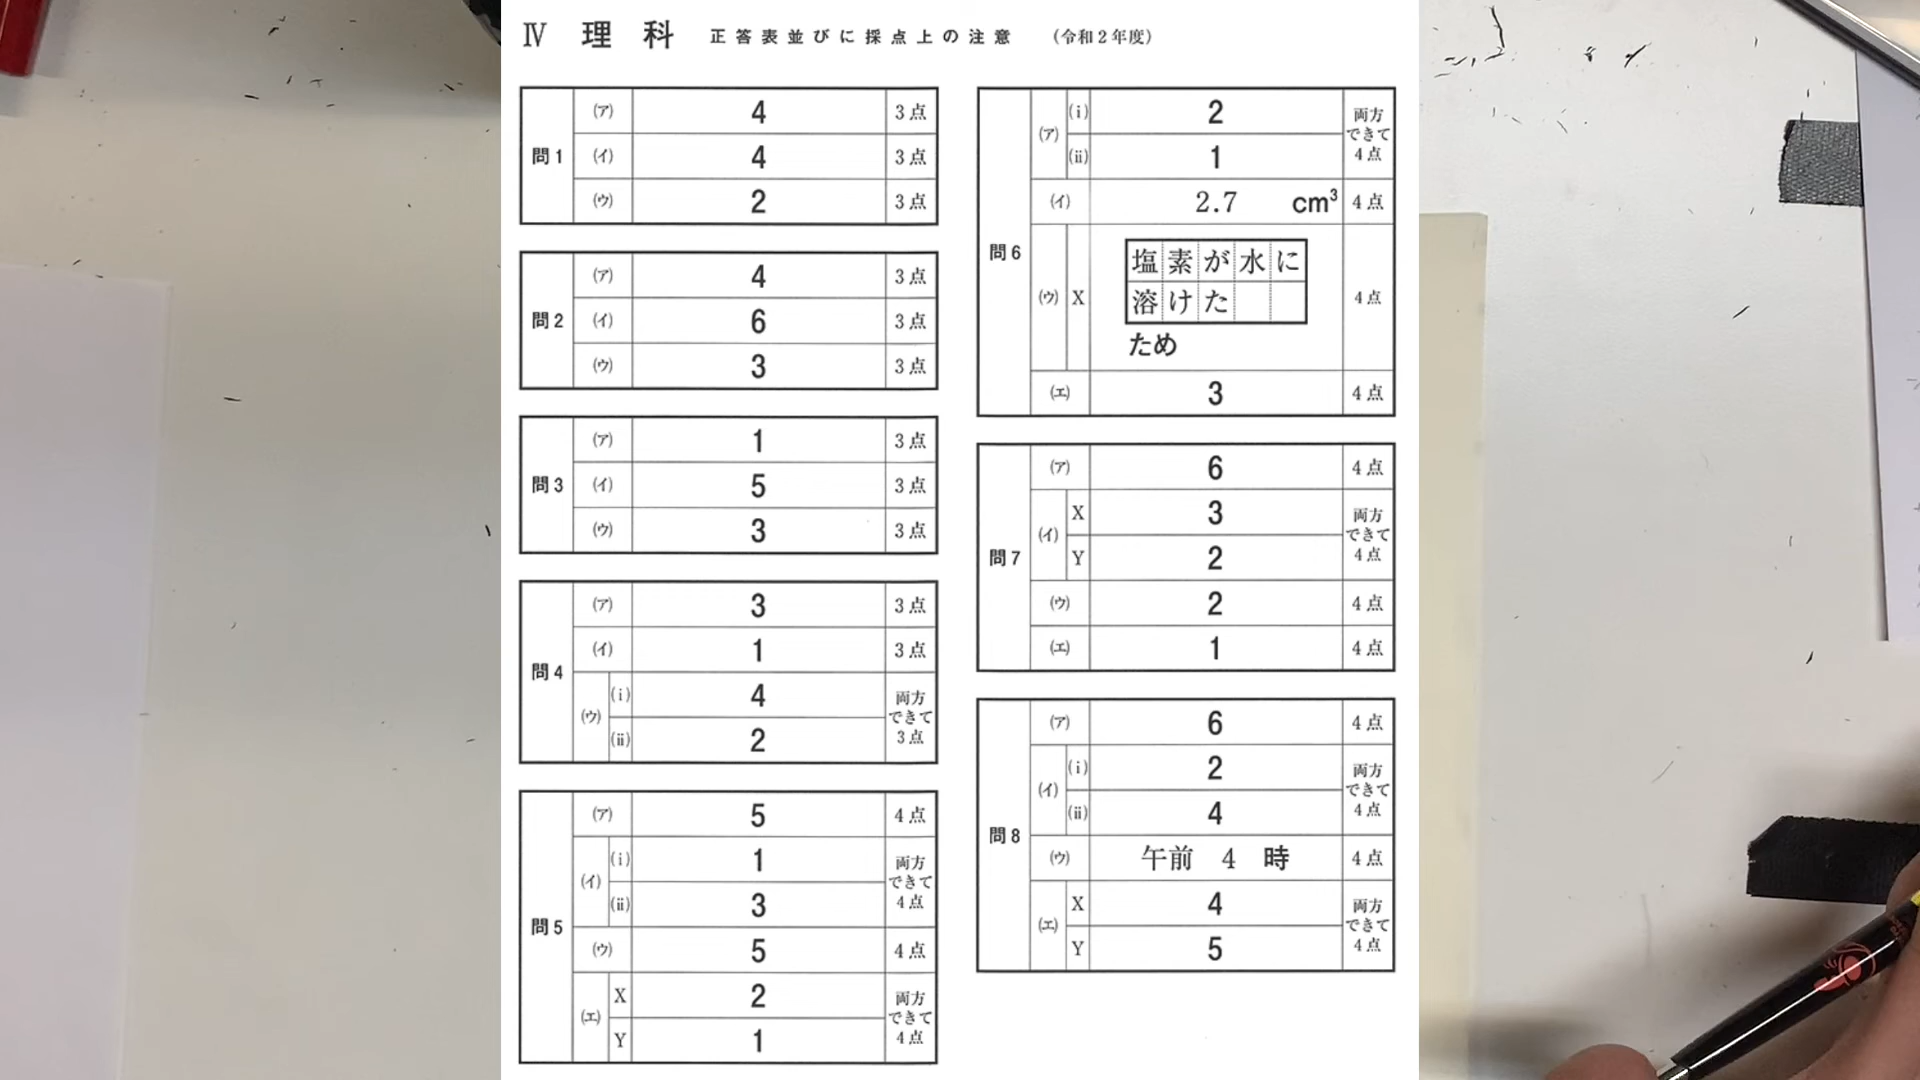 Ⅳ 理科 正答表並びに採点上の注意 (令和2年度)
問1
(ア) 4 3点
(イ) 4 3点
(ウ) 2 3点
問2
(ア) 4 3点
(イ) 6 3点
(ウ) 3 3点
問3
(ア) 1 3点
(イ) 5 3点
(ウ) 3 3点
問4
(ア) 3 3点
(イ) 1 3点
(ウ) (i) 4
(ii) 2
両方
できて
3点
問5
(ア) 5 4点
(イ) (i) 1
(ii) 3
両方
できて
4点
(ウ) 5 4点
(エ) X 2
Y 1
両方
できて
4点
問6
(ア) (i) 2
(ii) 1
両方
できて
4点
(イ) 2.7 cm³ 4点
(ウ) X 塩素が水に
溶けた
ため
4点
(エ) 3 4点
問7
(ア) 6 4点
(イ) X 3
Y 2
両方
できて
4点
(ウ) 2 4点
(エ) 1 4点
問8
(ア) 6 4点
(イ) (i) 2
(ii) 4
両方
できて
4点
(ウ) 午前 4 時 4点
(エ) X 4
Y 5
両方
できて
4点